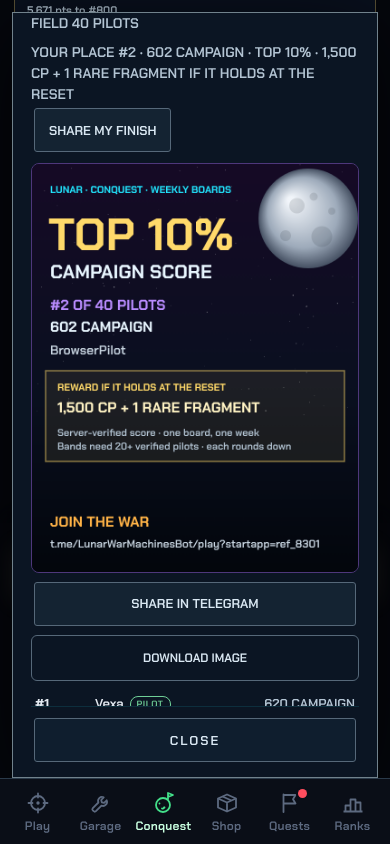 5,671 pts to #800
FIELD 40 PILOTS
YOUR PLACE #2 · 602 CAMPAIGN · TOP 10% · 1,500
CP + 1 RARE FRAGMENT IF IT HOLDS AT THE
RESET
SHARE MY FINISH
LUNAR · CONQUEST · WEEKLY BOARDS
TOP 10%
CAMPAIGN SCORE
#2 OF 40 PILOTS
602 CAMPAIGN
BrowserPilot
REWARD IF IT HOLDS AT THE RESET
1,500 CP + 1 RARE FRAGMENT
Server-verified score · one board, one week
Bands need 20+ verified pilots · each rounds down
JOIN THE WAR
t.me/LunarWarMachinesBot/play?startapp=ref_8301
SHARE IN TELEGRAM
DOWNLOAD IMAGE
#1 Vexa PILOT 620 CAMPAIGN
CLOSE
Play Garage Conquest Shop Quests Ranks